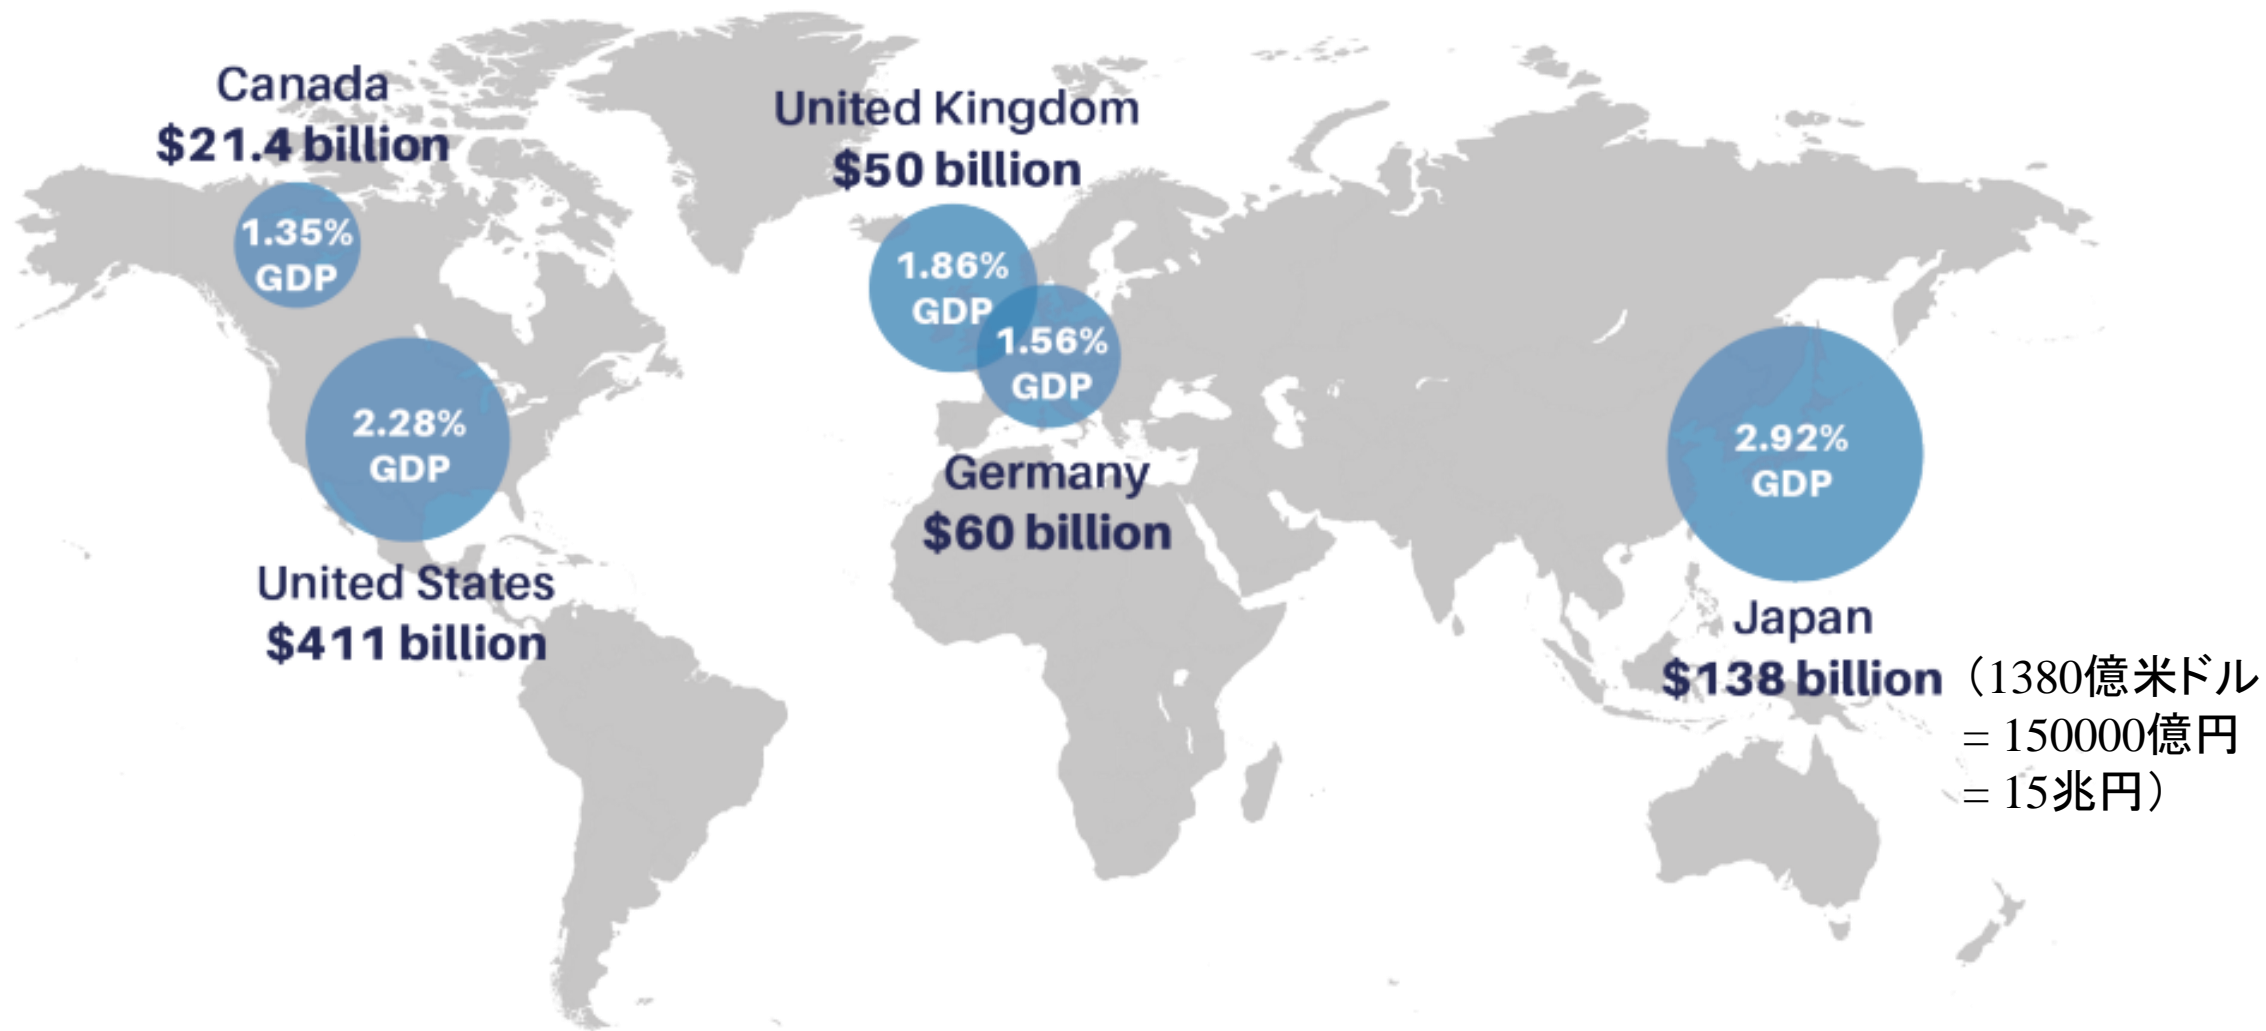 Canada
$21.4 billion
1.35%
GDP
United Kingdom
$50 billion
1.86%
GDP
1.56%
GDP
Germany
$60 billion
2.28%
GDP
United States
$411 billion
2.92%
GDP
Japan
$138 billion（1380億米ドル
= 150000億円
= 15兆円）